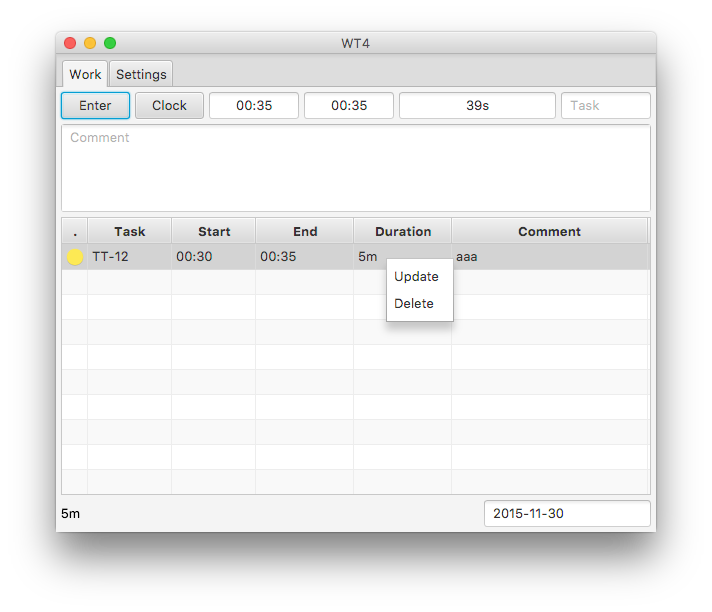 WT4
Work Settings
Enter Clock 00:35 00:35 39s Task
Comment
. Task Start End Duration Comment
TT-12 00:30 00:35 5m aaa
Update
Delete
5m 2015-11-30